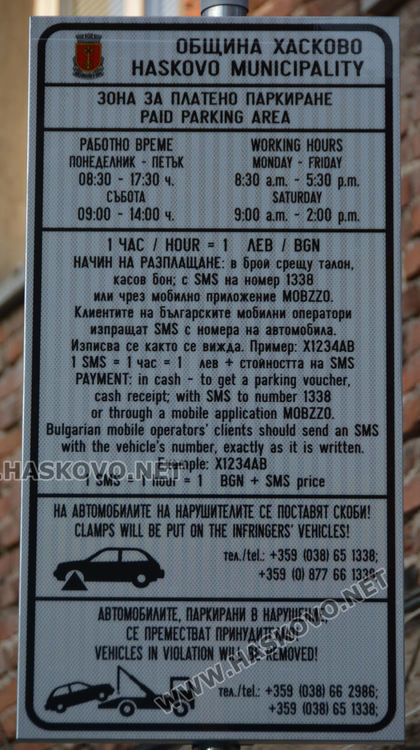 ОБЩИНА ХАСКОВО
HASKOVO MUNICIPALITY
ЗОНА ЗА ПЛАТЕНО ПАРКИРАНЕ
PAID PARKING AREA
РАБОТНО ВРЕМЕ
ПОНЕДЕЛНИК - ПЕТЪК
08:30 - 17:30 ч.
СЪБОТА
09:00 - 14:00 ч.
WORKING HOURS
MONDAY - FRIDAY
8:30 a.m. - 5:30 p.m.
SATURDAY
9:00 a.m. - 2:00 p.m.
1 ЧАС / HOUR = 1 ЛЕВ / BGN
НАЧИН НА РАЗПЛАЩАНЕ: в брой срещу талон,
касов бон; с SMS на номер 1338
или чрез мобилно приложение MOBZZO.
Клиентите на българските мобилни оператори
изпращат SMS с номера на автомобила.
Изписва се както се вижда. Пример: X1234AB
1 SMS = 1 час = 1 лев + стойността на SMS
PAYMENT: in cash - to get a parking voucher,
cash receipt; with SMS to number 1338
or through a mobile application MOBZZO.
Bulgarian mobile operators' clients should send an SMS
with the vehicle's number, exactly as it is written.
Example: X1234AB
1 SMS = 1 hour = 1 BGN + SMS price
WWW.HASKOVO.NET
НА АВТОМОБИЛИТЕ НА НАРУШИТЕЛИТЕ СЕ ПОСТАВЯТ СКОБИ!
CLAMPS WILL BE PUT ON THE INFRINGERS' VEHICLES!
тел./tel.: +359 (038) 65 1338;
+359 (0) 877 66 1338
АВТОМОБИЛИТЕ, ПАРКИРАНИ В НАРУШЕНИЕ,
СЕ ПРЕМЕСТВАТ ПРИНУДИТЕЛНО
VEHICLES IN VIOLATION WILL BE REMOVED!
тел./tel.: +359 (038) 66 2986;
+359 (038) 65 1338;
WWW.HASKOVO.NET